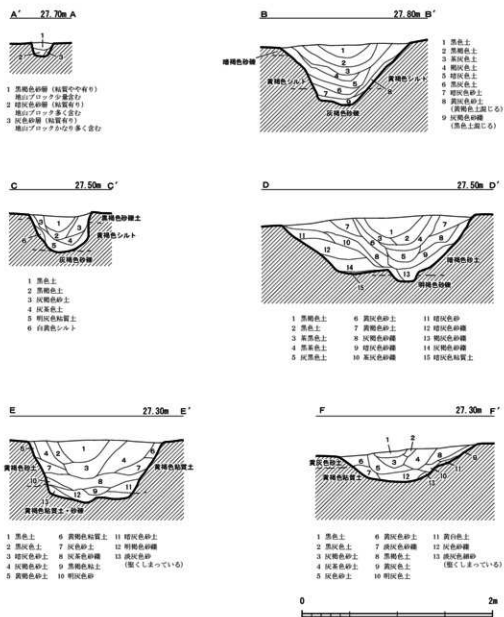 A′ 27.70m A
1
2
3
1 黒褐色砂層（粘質やや有り）
地山ブロック少量含む
2 暗灰色砂層（粘質有り）
地山ブロック多く含む
3 灰色砂層（粘質有り）
地山ブロックかなり多く含む
B 27.80m B′
暗褐色砂礫
黄褐色シルト
黄褐色シルト
灰褐色砂礫
1 黒色土
2 黒褐色土
3 茶灰色土
4 褐灰色土
5 暗灰色土
6 黒灰色土
7 暗灰色砂土
8 黄灰色砂土
（黄褐色土混じる）
9 灰褐色砂礫
（黒色土混じる）
C 27.50m C′
黄褐色砂礫土
黄褐色シルト
灰褐色砂礫
1 黒色土
2 黒褐色土
3 灰褐色砂土
4 灰茶色土
5 明灰色粘質土
6 白黄色シルト
D 27.50m D′
暗褐色砂土
明褐色砂礫
1 黒褐色土
2 黒色土
3 茶黒色土
4 黒茶色土
5 灰黒色土
6 黄灰色砂土
7 黄褐色砂土
8 灰褐色砂礫
9 暗灰色砂礫
10 茶灰色砂礫
11 暗灰色砂
12 暗灰色砂礫
13 褐灰色砂礫
14 灰褐色砂礫
15 暗灰色粘質土
E 27.30m E′
黄褐色砂土
黄褐色粘質土
黄褐色粘質土・砂礫
1 黒色土
2 黒灰色土
3 暗灰色砂土
4 灰褐色砂土
5 黄褐色砂土
6 黄褐色粘質土
7 灰色砂土
8 灰茶色砂礫
9 黒褐色粘土
10 明灰色砂
11 暗灰色砂土
12 明褐色砂礫
13 淡灰色砂
（堅くしまっている）
F 27.30m F′
黄灰色砂土
黄褐色粘質土
1 黒色土
2 黒灰色土
3 灰褐色土
4 灰茶色砂土
5 灰色砂土
6 黄灰色砂土
7 淡灰色砂礫
8 黒褐色土
9 黄灰色土
10 明灰色土
11 黄白色土
12 灰色砂礫
13 淡灰色細砂
（堅くしまっている）
0 2m